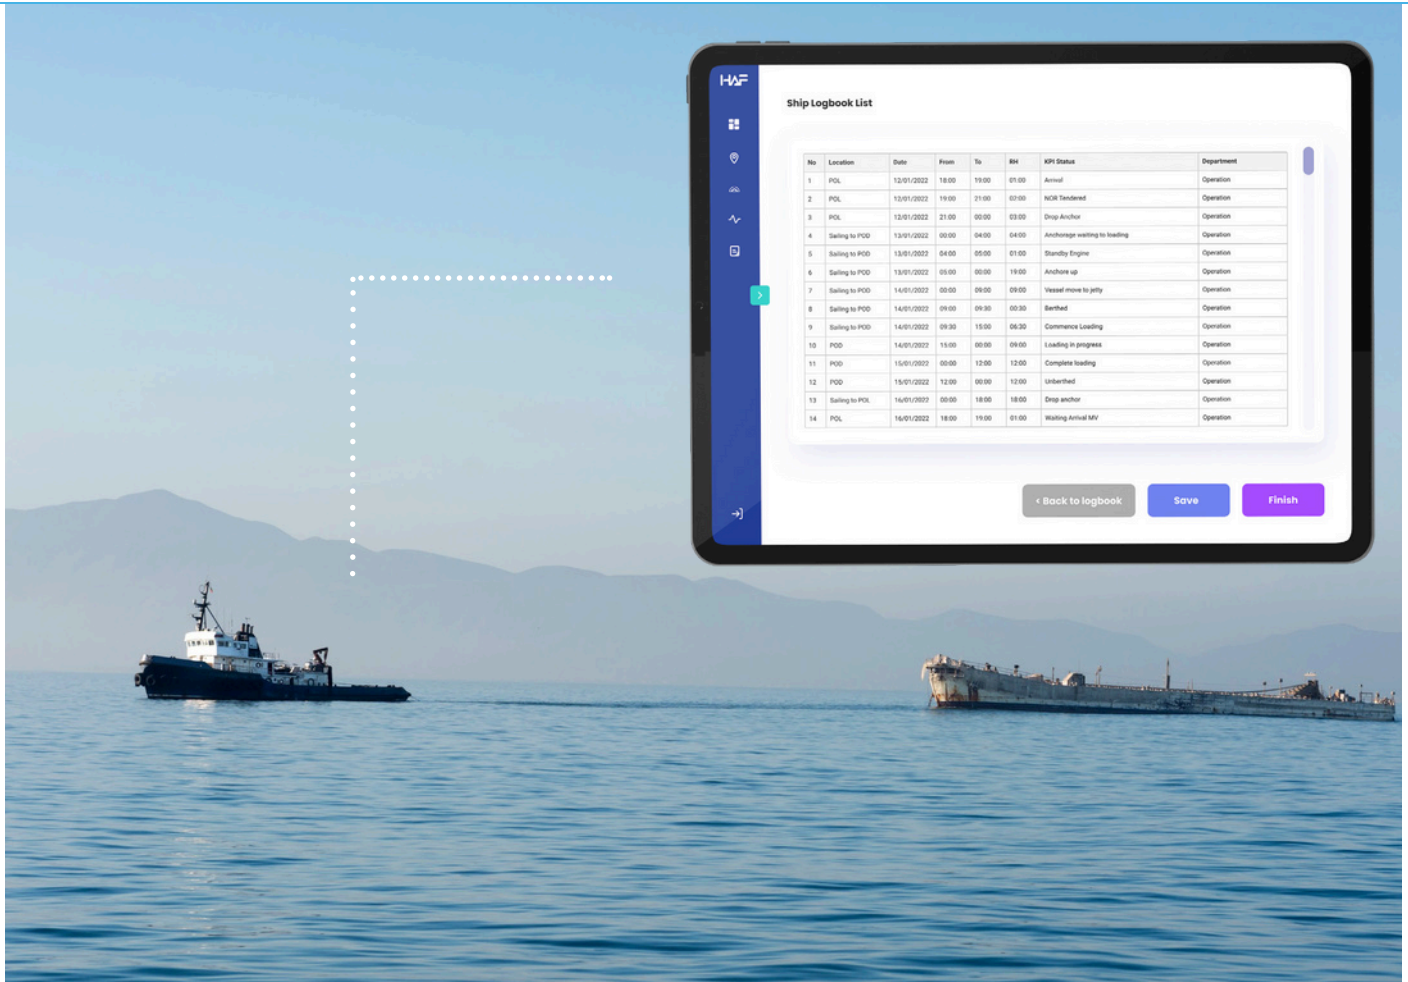 HAF
Ship Logbook List
No Location Date From To RH KPI Status Department
1 POL 12/01/2022 18:00 19:00 01:00 Arrival Operation
2 POL 12/01/2022 19:00 21:00 02:00 NOR Tendered Operation
3 POL 12/01/2022 21:00 00:00 03:00 Drop Anchor Operation
4 Sailing to POD 13/01/2022 00:00 04:00 04:00 Anchorage waiting to loading Operation
5 Sailing to POD 13/01/2022 04:00 05:00 01:00 Standby Engine Operation
6 Sailing to POD 13/01/2022 05:00 00:00 19:00 Anchore up Operation
7 Sailing to POD 14/01/2022 00:00 09:00 09:00 Vessel move to jetty Operation
8 Sailing to POD 14/01/2022 09:00 09:30 00:30 Berthed Operation
9 Sailing to POD 14/01/2022 09:30 15:00 06:30 Commence Loading Operation
10 POD 14/01/2022 15:00 00:00 09:00 Loading in progress Operation
11 POD 15/01/2022 00:00 12:00 12:00 Complete loading Operation
12 POD 15/01/2022 12:00 00:00 12:00 Unberthed Operation
13 Sailing to POL 16/01/2022 00:00 18:00 18:00 Drop anchor Operation
14 POL 16/01/2022 18:00 19:00 01:00 Waiting Arrival MV Operation
< Back to logbook Save Finish